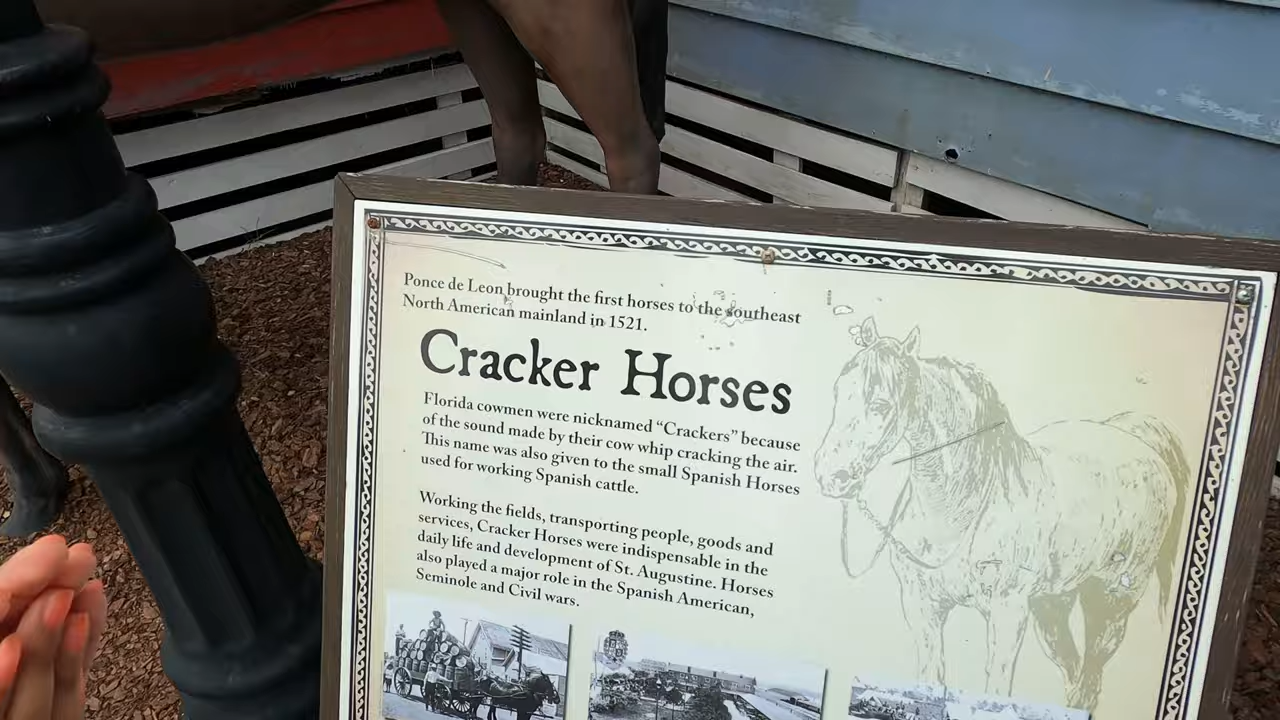 Ponce de Leon brought the first horses to the southeast
North American mainland in 1521.
Cracker Horses
Florida cowmen were nicknamed “Crackers” because
of the sound made by their cow whip cracking the air.
This name was also given to the small Spanish Horses
used for working Spanish cattle.
Working the fields, transporting people, goods and
services, Cracker Horses were indispensable in the
daily life and development of St. Augustine. Horses
also played a major role in the Spanish American,
Seminole and Civil wars.